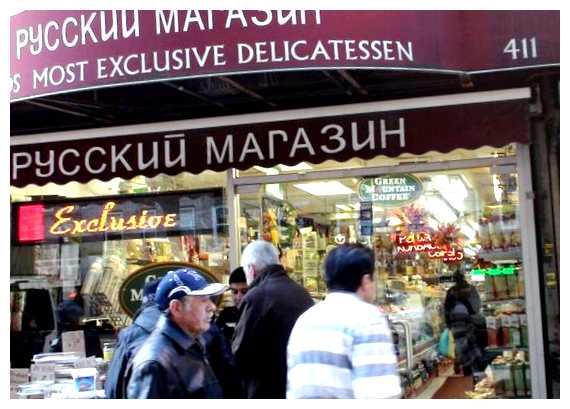 РУССКИЙ МАГАЗИН
MOST EXCLUSIVE DELICATESSEN
411
РУССКИЙ МАГАЗИН
GREEN
MOUNTAIN
COFFEE
Exclusive